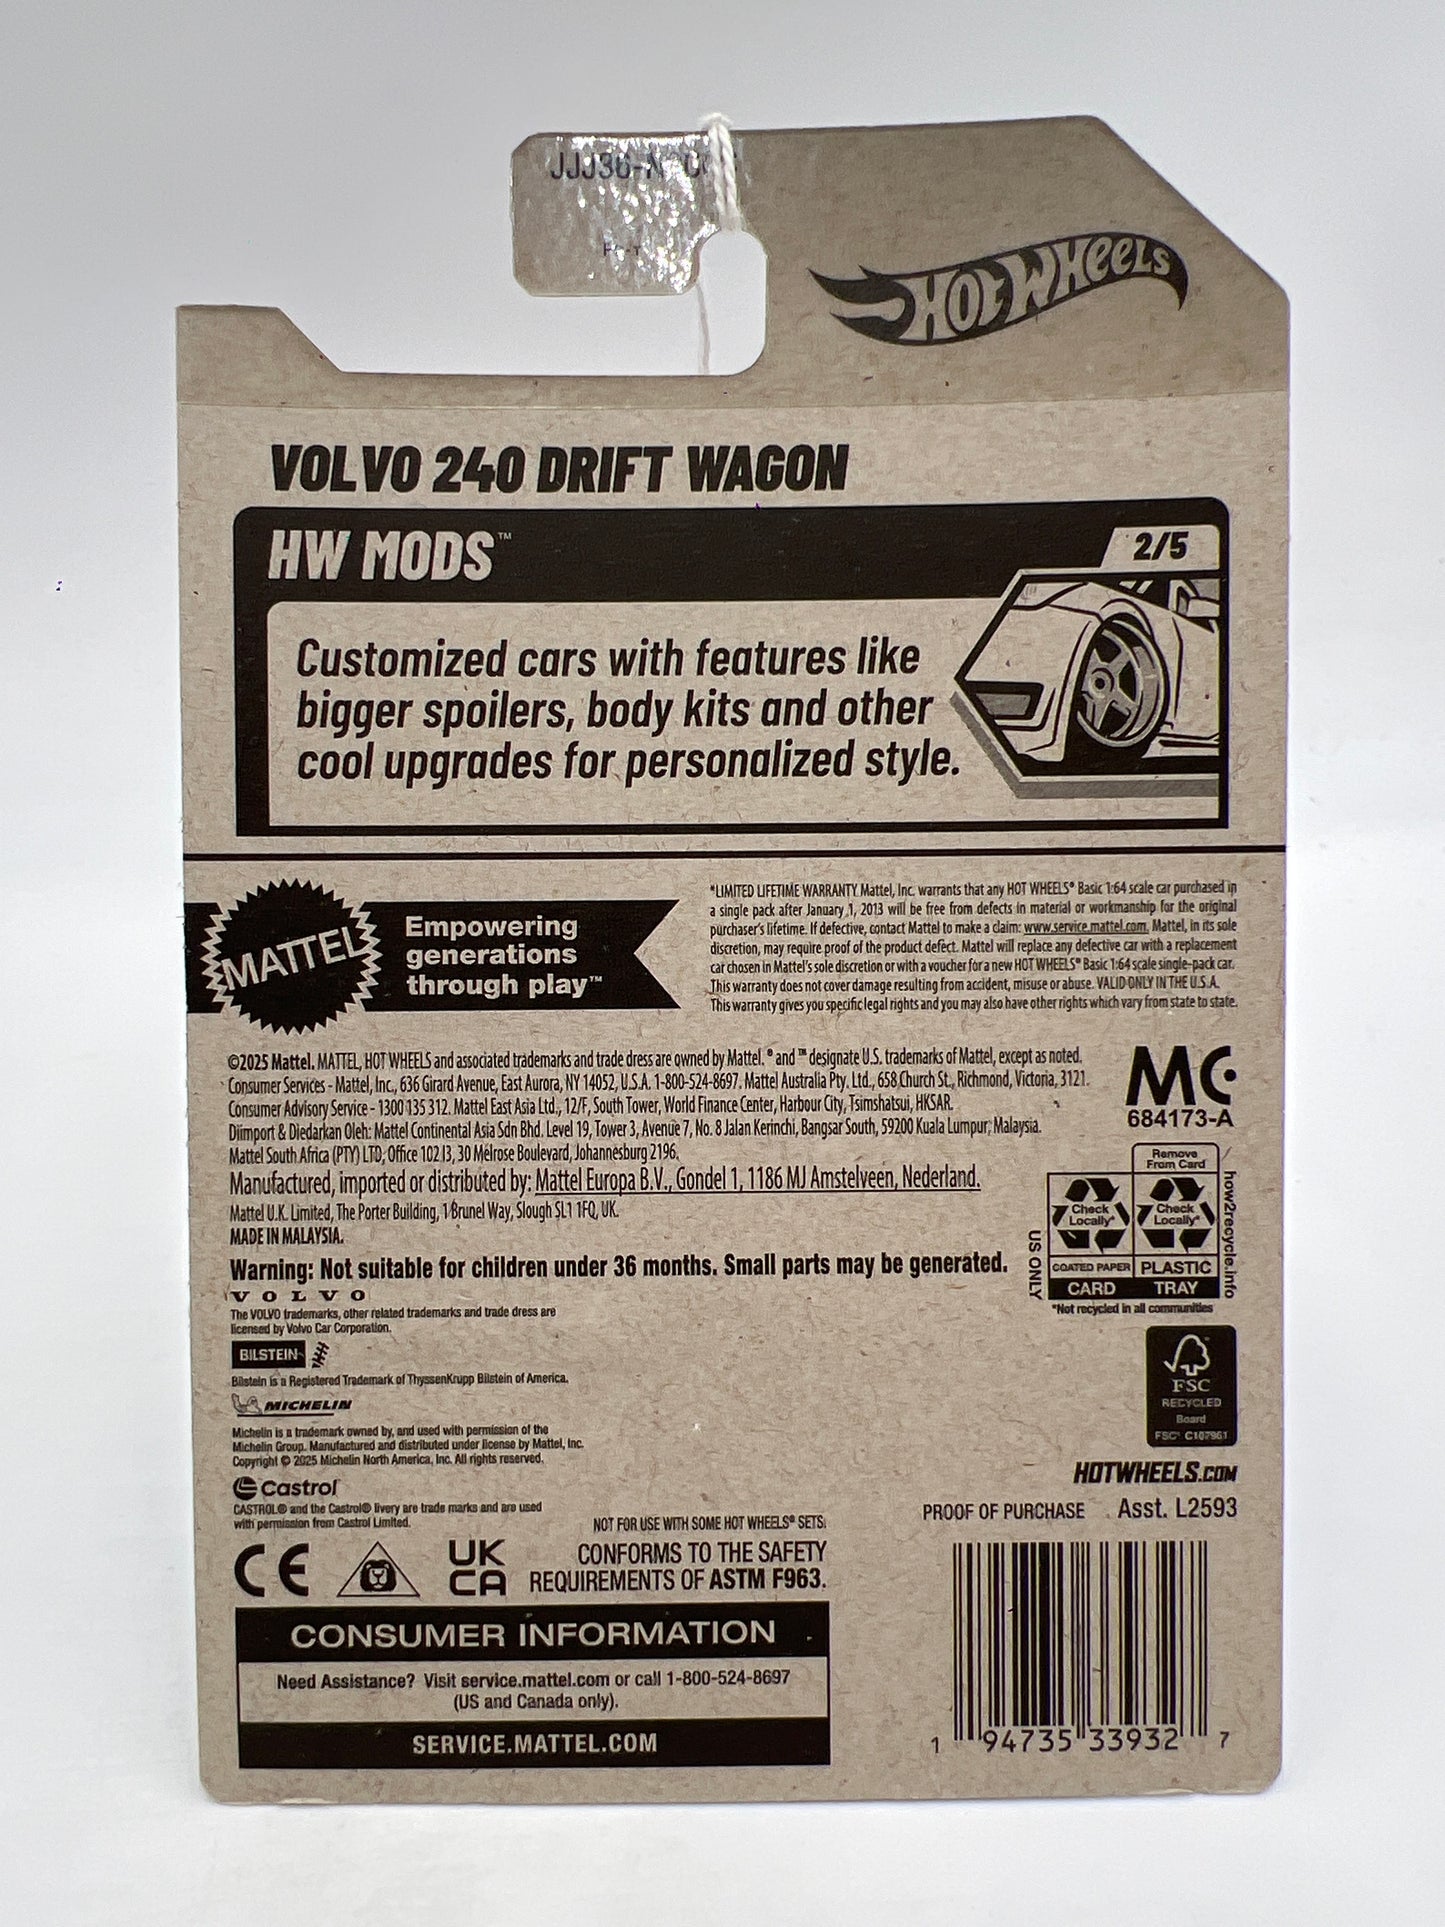 JJJ36-N
HOT WHEELS
VOLVO 240 DRIFT WAGON
HW MODS™
2/5
Customized cars with features like
bigger spoilers, body kits and other
cool upgrades for personalized style.
MATTEL
Empowering
generations
through play™
*LIMITED LIFETIME WARRANTY Mattel, Inc. warrants that any HOT WHEELS® Basic 1:64 scale car purchased in
a single pack after January 1, 2013 will be free from defects in material or workmanship for the original
purchaser's lifetime. If defective, contact Mattel to make a claim: www.service.mattel.com. Mattel, in its sole
discretion, may require proof of the product defect. Mattel will replace any defective car with a replacement
car chosen in Mattel's sole discretion or with a voucher for a new HOT WHEELS® Basic 1:64 scale single-pack car.
This warranty does not cover damage resulting from accident, misuse or abuse. VALID ONLY IN THE U.S.A.
This warranty gives you specific legal rights and you may also have other rights which vary from state to state.
©2025 Mattel. MATTEL, HOT WHEELS and associated trademarks and trade dress are owned by Mattel. ® and ™ designate U.S. trademarks of Mattel, except as noted.
Consumer Services - Mattel, Inc., 636 Girard Avenue, East Aurora, NY 14052, U.S.A. 1-800-524-8697. Mattel Australia Pty. Ltd., 658 Church St., Richmond, Victoria, 3121.
Consumer Advisory Service - 1300 135 312. Mattel East Asia Ltd., 12/F, South Tower, World Finance Center, Harbour City, Tsimshatsui, HKSAR.
Diimport & Diedarkan Oleh: Mattel Continental Asia Sdn Bhd. Level 19, Tower 3, Avenue 7, No. 8 Jalan Kerinchi, Bangsar South, 59200 Kuala Lumpur, Malaysia.
Mattel South Africa (PTY) LTD, Office 102 I3, 30 Melrose Boulevard, Johannesburg 2196.
Manufactured, imported or distributed by: Mattel Europa B.V., Gondel 1, 1186 MJ Amstelveen, Nederland.
Mattel U.K. Limited, The Porter Building, 1 Brunel Way, Slough SL1 1FQ, UK.
MADE IN MALAYSIA.
MC
684173-A
Remove
From Card
Check
Locally*
Check
Locally*
COATED PAPER
PLASTIC
CARD
TRAY
US ONLY
how2recycle.info
*Not recycled in all communities
Warning: Not suitable for children under 36 months. Small parts may be generated.
VOLVO
The VOLVO trademarks, other related trademarks and trade dress are
licensed by Volvo Car Corporation.
BILSTEIN
Bilstein is a Registered Trademark of ThyssenKrupp Bilstein of America.
MICHELIN
Michelin is a trademark owned by, and used with permission of the
Michelin Group. Manufactured and distributed under license by Mattel, Inc.
Copyright © 2025 Michelin North America, Inc. All rights reserved.
Castrol
CASTROL® and the Castrol® livery are trade marks and are used
with permission from Castrol Limited.
FSC
RECYCLED
Board
FSC® C107961
HOTWHEELS.COM
PROOF OF PURCHASE Asst. L2593
NOT FOR USE WITH SOME HOT WHEELS® SETS.
CE
UK
CA
CONFORMS TO THE SAFETY
REQUIREMENTS OF ASTM F963.
CONSUMER INFORMATION
Need Assistance? Visit service.mattel.com or call 1-800-524-8697
(US and Canada only).
SERVICE.MATTEL.COM
1 94735 33932 7